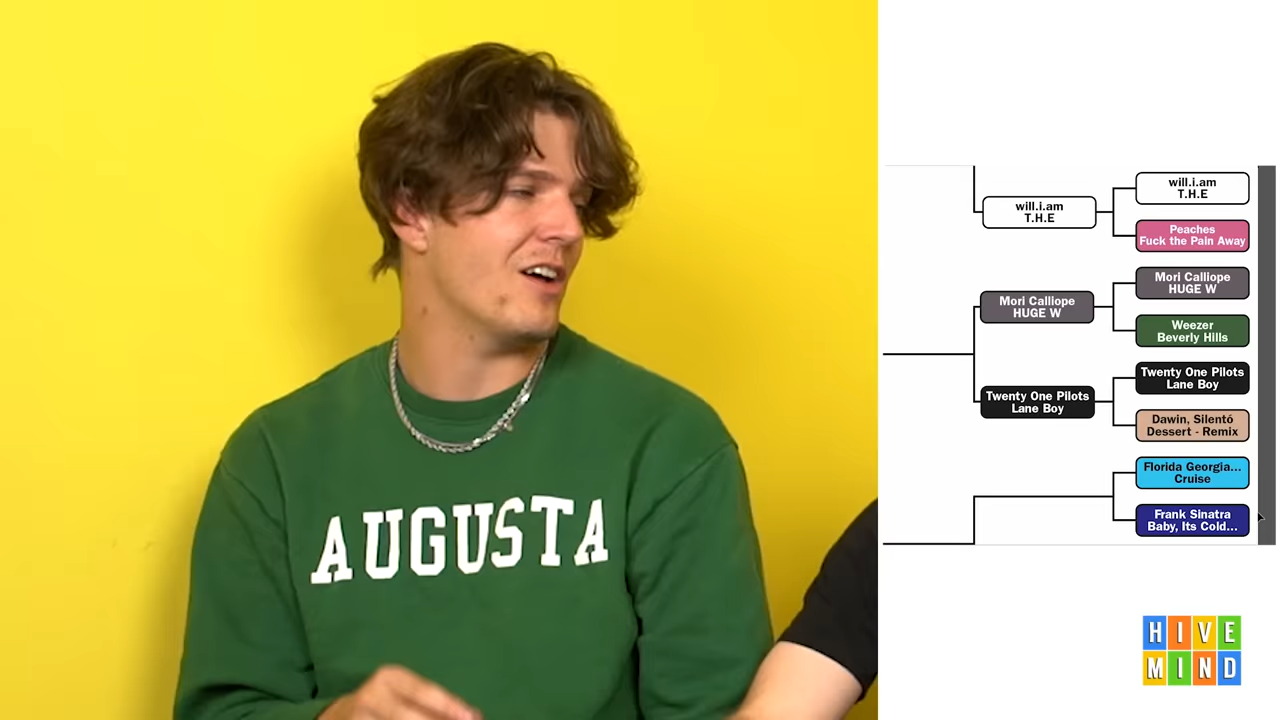 AUGUSTA
will.i.am
T.H.E
will.i.am
T.H.E
Peaches
Fuck the Pain Away
Mori Calliope
HUGE W
Mori Calliope
HUGE W
Weezer
Beverly Hills
Twenty One Pilots
Lane Boy
Twenty One Pilots
Lane Boy
Dawin, Silentó
Dessert - Remix
Florida Georgia...
Cruise
Frank Sinatra
Baby, Its Cold...
HIVE
MIND